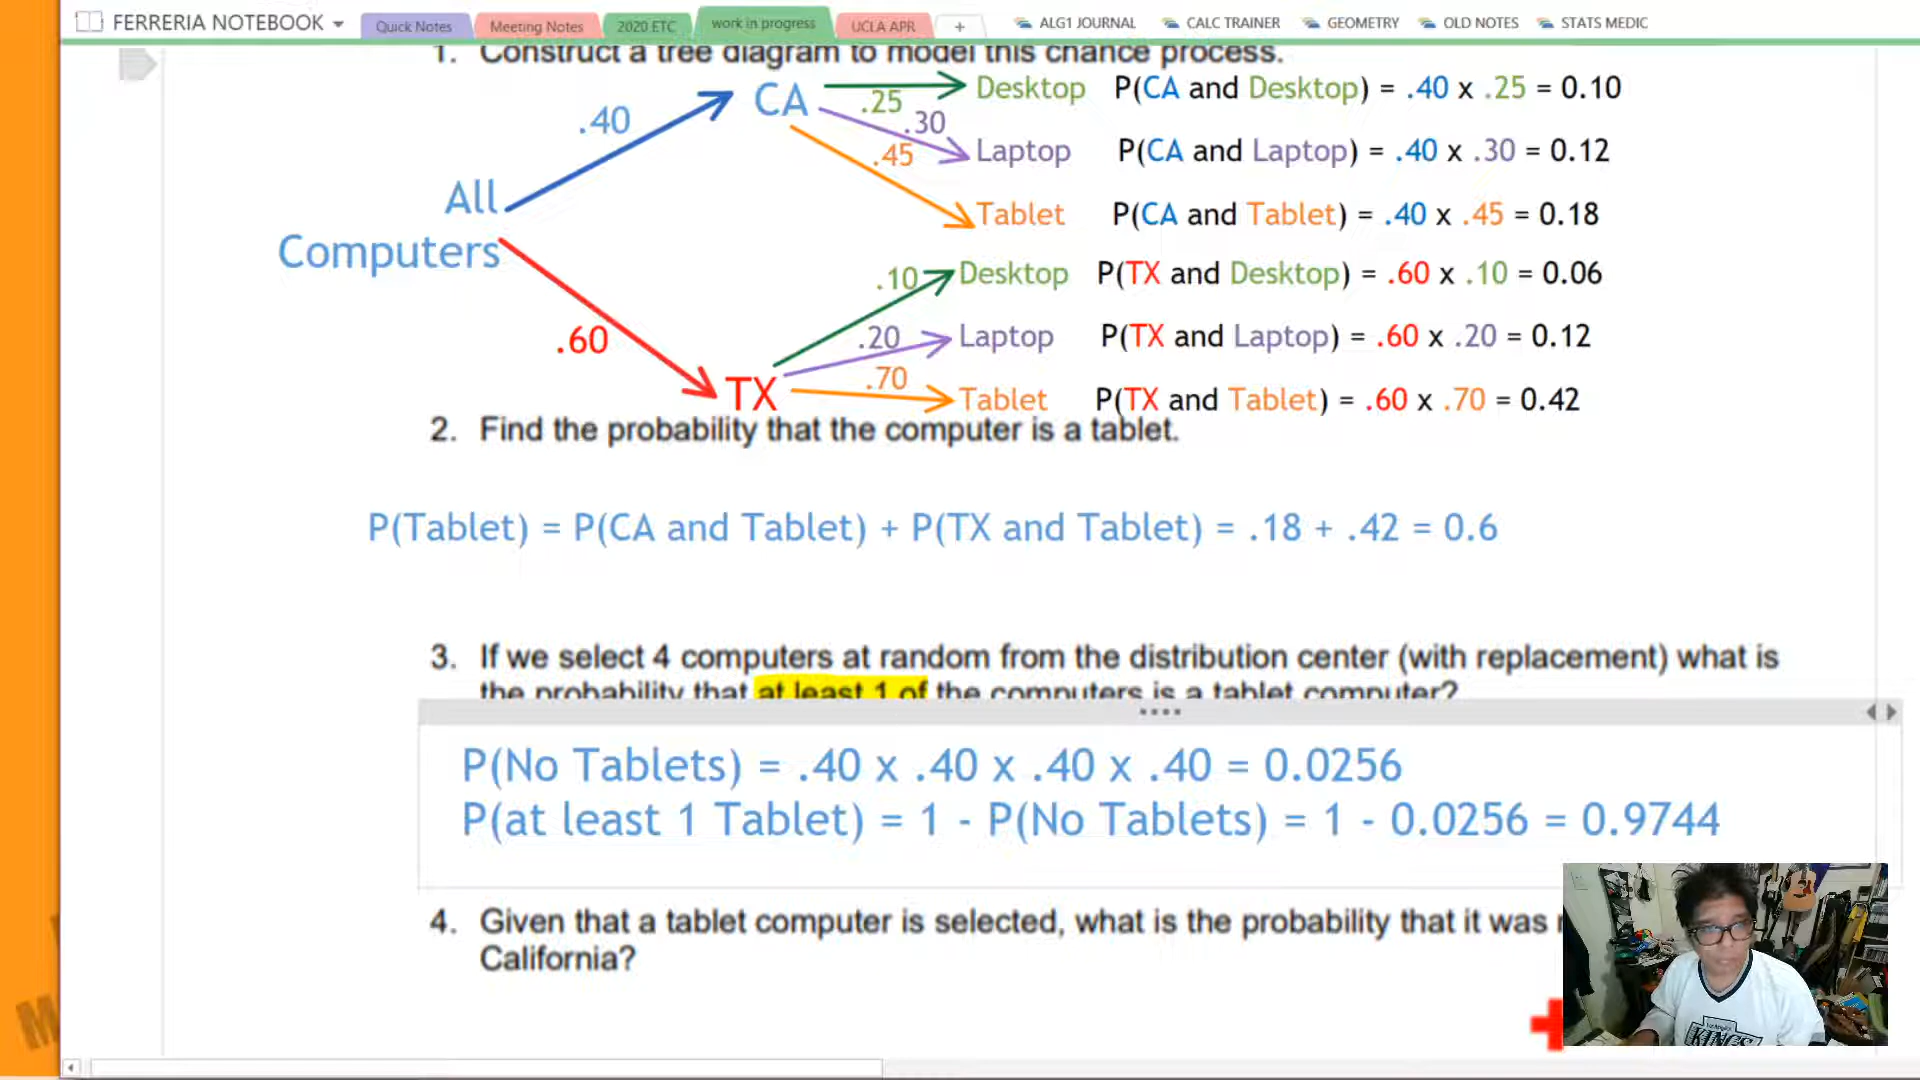 FERRERIA NOTEBOOK Quick Notes Meeting Notes 2020 ETC work in progress UCLA APR + ALG1 JOURNAL CALC TRAINER GEOMETRY OLD NOTES STATS MEDIC
1. Construct a tree diagram to model this chance process.
.40 CA .25 Desktop P(CA and Desktop) = .40 x .25 = 0.10
.30 Laptop P(CA and Laptop) = .40 x .30 = 0.12
.45 Tablet P(CA and Tablet) = .40 x .45 = 0.18
All
Computers
.60 TX .10 Desktop P(TX and Desktop) = .60 x .10 = 0.06
.20 Laptop P(TX and Laptop) = .60 x .20 = 0.12
.70 Tablet P(TX and Tablet) = .60 x .70 = 0.42
2. Find the probability that the computer is a tablet.
P(Tablet) = P(CA and Tablet) + P(TX and Tablet) = .18 + .42 = 0.6
3. If we select 4 computers at random from the distribution center (with replacement) what is
the probability that at least 1 of the computers is a tablet computer?
P(No Tablets) = .40 x .40 x .40 x .40 = 0.0256
P(at least 1 Tablet) = 1 - P(No Tablets) = 1 - 0.0256 = 0.9744
4. Given that a tablet computer is selected, what is the probability that it was
California?
KINGS